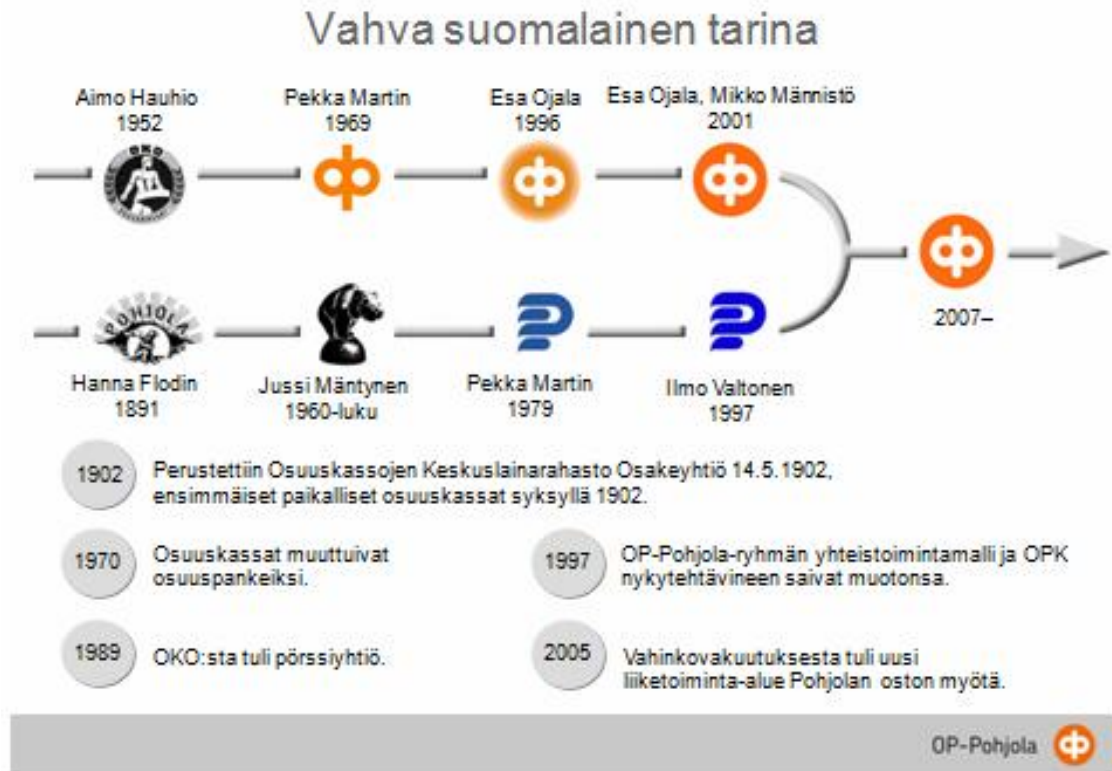 Vahva suomalainen tarina
Aimo Hauhio
1952
Pekka Martin
1969
Esa Ojala
1996
Esa Ojala, Mikko Männistö
2001
OKO
POHJOLA
2007–
Hanna Flodin
1891
Jussi Mäntynen
1960-luku
Pekka Martin
1979
Ilmo Valtonen
1997
1902
Perustettiin Osuuskassojen Keskuslainarahasto Osakeyhtiö 14.5.1902,
ensimmäiset paikalliset osuuskassat syksyllä 1902.
1970
Osuuskassat muuttuivat
osuuspankeiksi.
1997
OP-Pohjola-ryhmän yhteistoimintamalli ja OPK
nykytehtävineen saivat muotonsa.
1989
OKO:sta tuli pörssiyhtiö.
2005
Vahinkovakuutuksesta tuli uusi
liiketoiminta-alue Pohjolan oston myötä.
OP-Pohjola